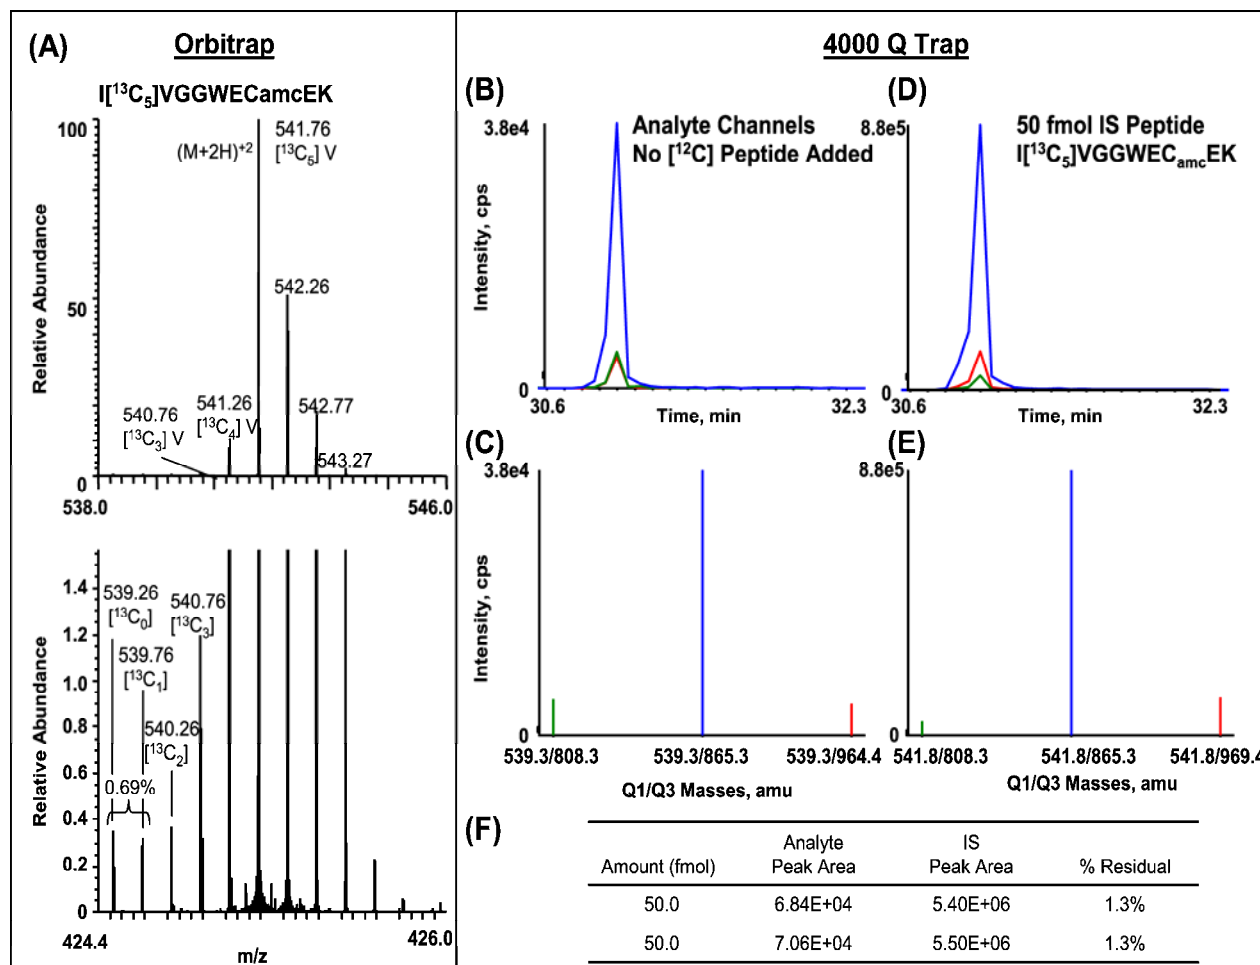 (A)
Orbitrap
I[¹³C₅]VGGWECamcEK
Relative Abundance
100
50
0
538.0
546.0
(M+2H)⁺²
541.76
[¹³C₅] V
542.26
540.76
[¹³C₃] V
541.26
[¹³C₄] V
542.77
543.27
Relative Abundance
1.4
1.2
1.0
0.8
0.6
0.4
0.2
0
539.26
[¹³C₀]
540.76
[¹³C₃]
539.76
[¹³C₁]
540.26
[¹³C₂]
0.69%
424.4
426.0
m/z
4000 Q Trap
(B)
Intensity, cps
3.8e4
0
Analyte Channels
No [¹²C] Peptide Added
30.6
Time, min
32.3
(D)
8.8e5
0
50 fmol IS Peptide
I[¹³C₅]VGGWECₐₘcEK
30.6
Time, min
32.3
(C)
Intensity, cps
3.8e4
0
539.3/808.3
539.3/865.3
539.3/964.4
Q1/Q3 Masses, amu
(E)
8.8e5
0
541.8/808.3
541.8/865.3
541.8/969.4
Q1/Q3 Masses, amu
(F)
Analyte IS
Amount (fmol) Peak Area Peak Area % Residual
50.0 6.84E+04 5.40E+06 1.3%
50.0 7.06E+04 5.50E+06 1.3%